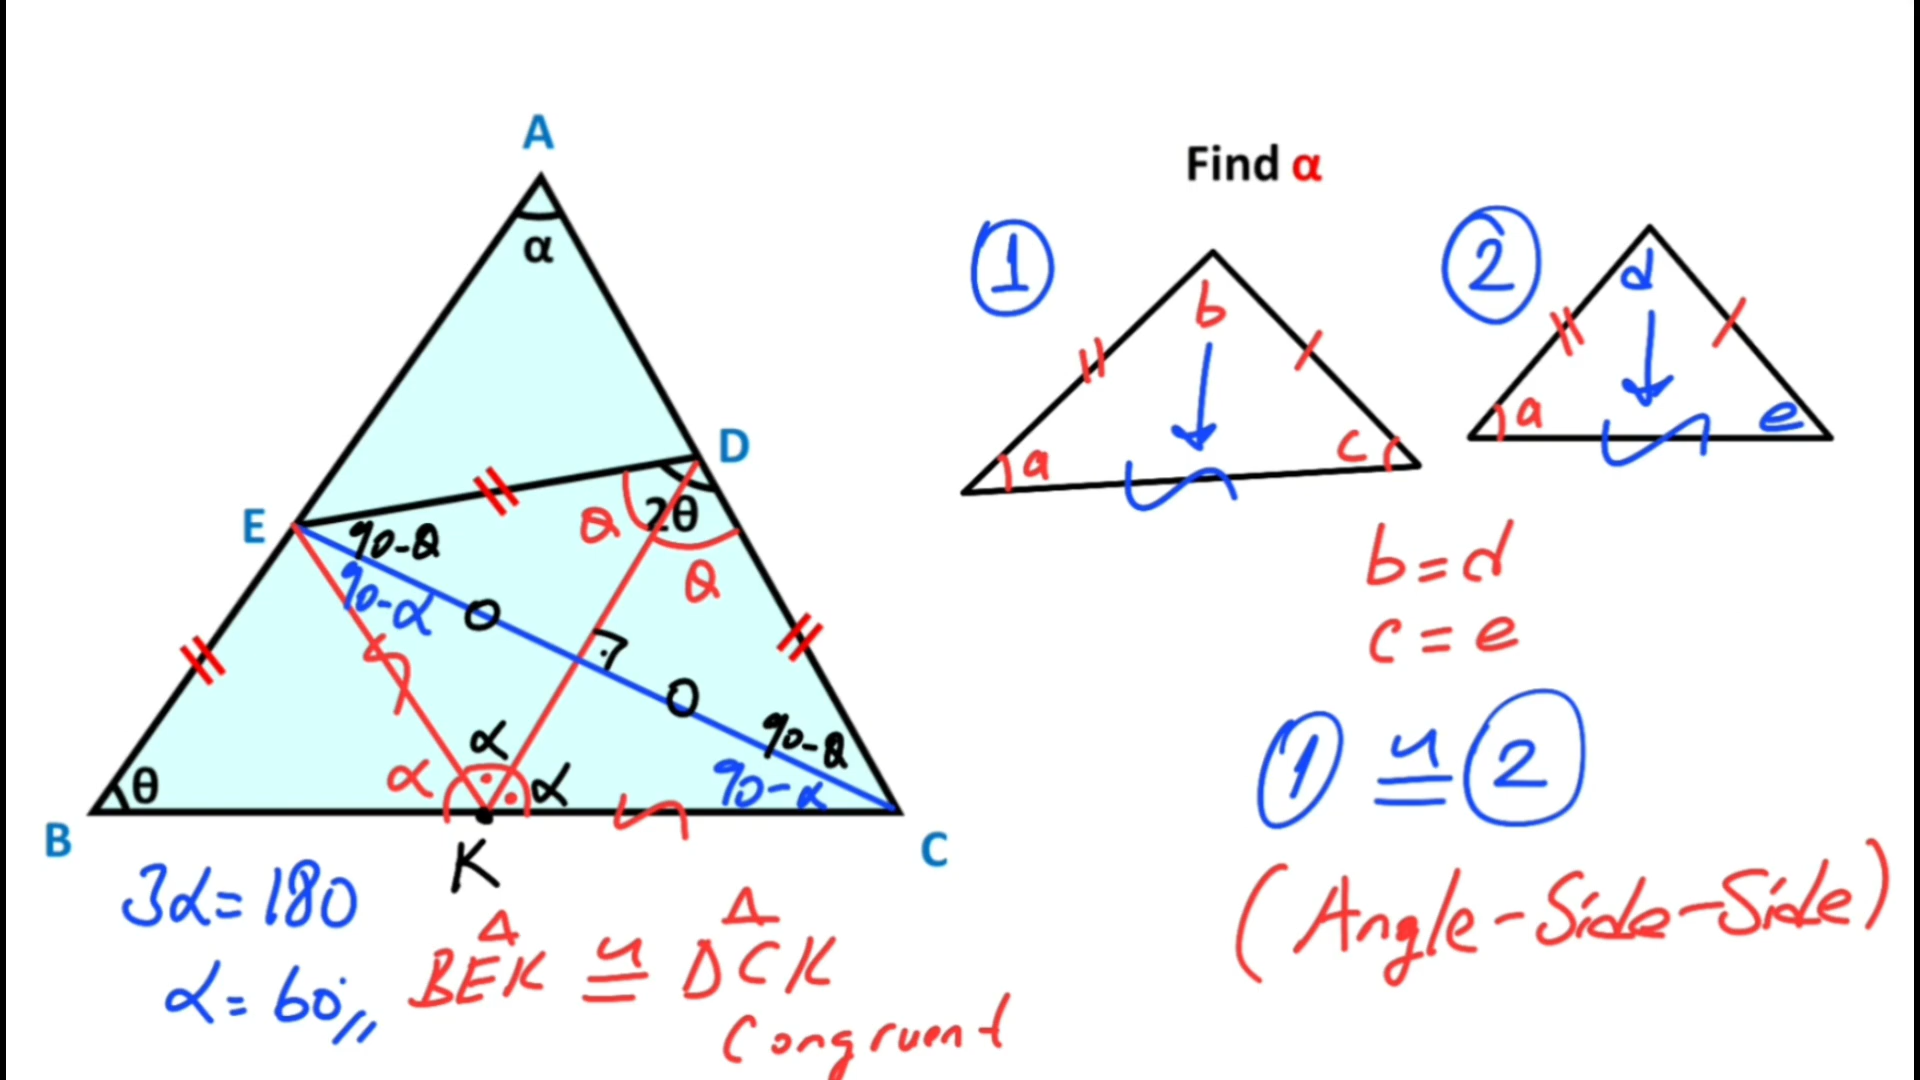 Find α
A
α
1
b
a
c
2
d
a
e
D
E
90-θ
90-α
θ
2θ
θ
b=d
c=e
1 ≅ 2
90-θ
90-α
α
α
α
θ
B
K
C
3α=180
α=60°
BEK ≅ DCK
Congruent
(Angle-Side-Side)